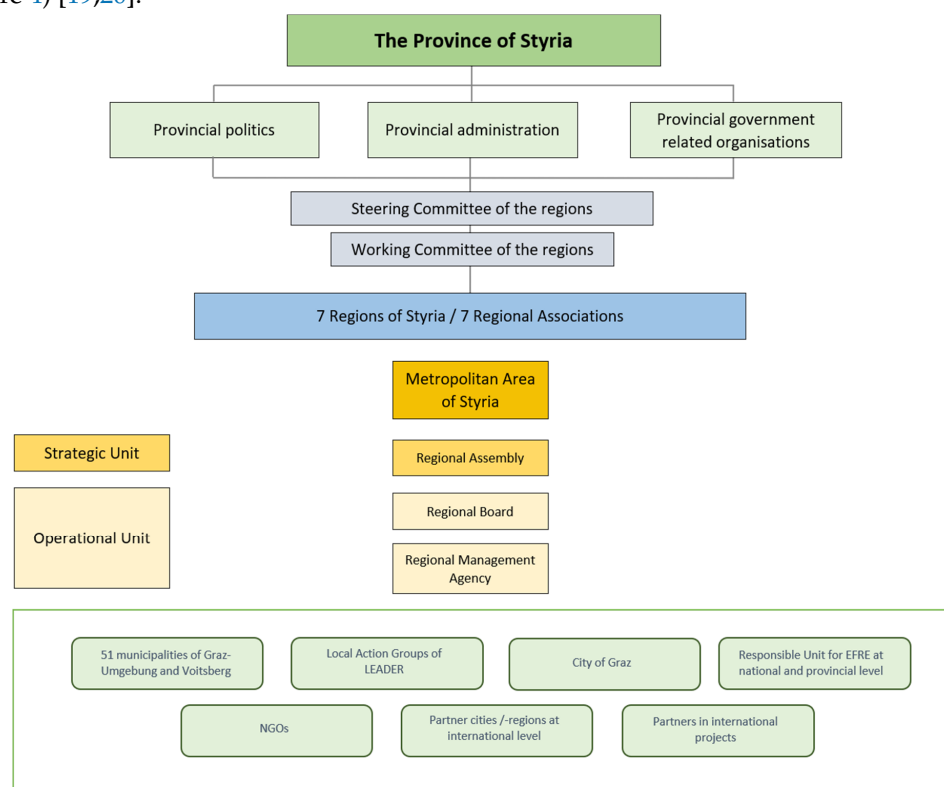 [19,20].
The Province of Styria
Provincial politics
Provincial administration
Provincial government
related organisations
Steering Committee of the regions
Working Committee of the regions
7 Regions of Styria / 7 Regional Associations
Metropolitan Area
of Styria
Strategic Unit
Regional Assembly
Operational Unit
Regional Board
Regional Management
Agency
51 municipalities of Graz-
Umgebung and Voitsberg
Local Action Groups of
LEADER
City of Graz
Responsible Unit for EFRE at
national and provincial level
NGOs
Partner cities /-regions at
international level
Partners in international
projects